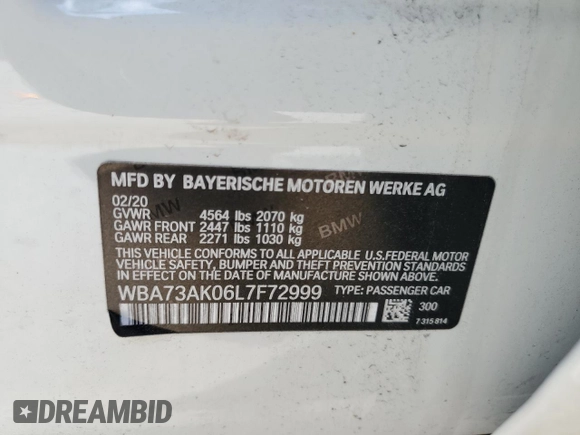 MFD BY BAYERISCHE MOTOREN WERKE AG
02/20
GVWR 4564 lbs 2070 kg
GAWR FRONT 2447 lbs 1110 kg
GAWR REAR 2271 lbs 1030 kg
BMW
BMW
THIS VEHICLE CONFORMS TO ALL APPLICABLE U.S.FEDERAL MOTOR
VEHICLE SAFETY, BUMPER AND THEFT PREVENTION STANDARDS
IN EFFECT ON THE DATE OF MANUFACTURE SHOWN ABOVE.
WBA73AK06L7F72999 TYPE: PASSENGER CAR
300
7 315 814
DREAMBID